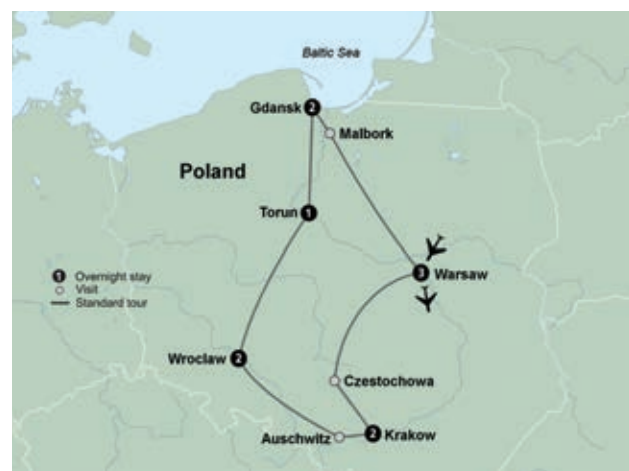 Baltic Sea
Gdansk 2
Malbork
Poland
Torun 1
3 Warsaw
1 Overnight stay
Visit
Standard tour
Wroclaw 2
Czestochowa
Auschwitz
2 Krakow